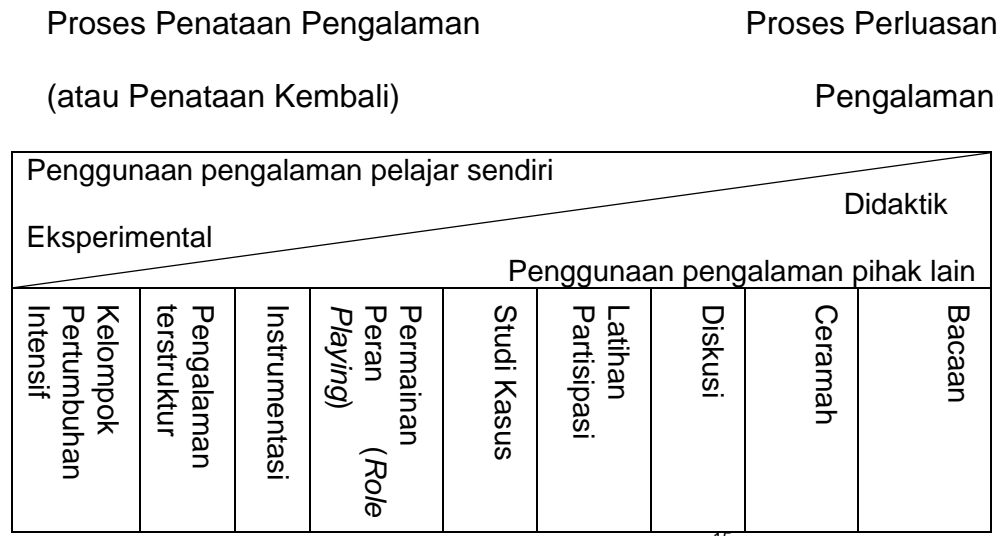 Proses Penataan Pengalaman
Proses Perluasan
(atau Penataan Kembali)
Pengalaman
Penggunaan pengalaman pelajar sendiri
Didaktik
Eksperimental
Penggunaan pengalaman pihak lain
Kelompok
Pertumbuhan
Intensif
Pengalaman
terstruktur
Instrumentasi
Permainan
Peran (Role
Playing)
Studi Kasus
Latihan
Partisipasi
Diskusi
Ceramah
Bacaan